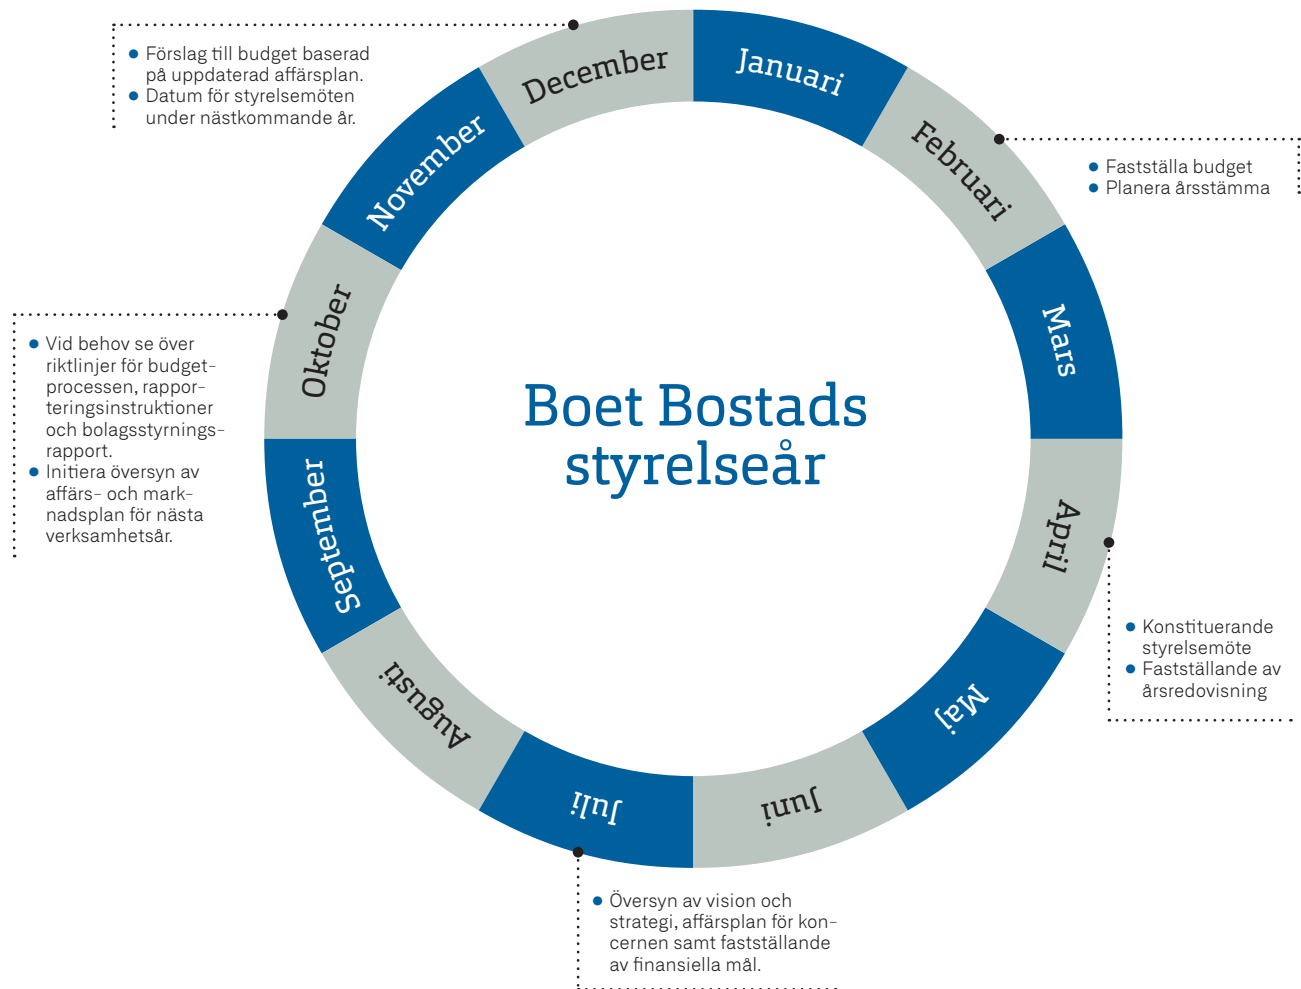 Boet Bostads
styrelseår
Januari
Februari
● Fastställa budget
● Planera årsstämma
Mars
April
● Konstituerande
styrelsemöte
● Fastställande av
årsredovisning
Maj
Juni
Juli
● Översyn av vision och
strategi, affärsplan för kon-
cernen samt fastställande
av finansiella mål.
Augusti
September
Oktober
● Vid behov se över
riktlinjer för budget-
processen, rappor-
teringsinstruktioner
och bolagsstyrnings-
rapport.
● Initiera översyn av
affärs- och mark-
nadsplan för nästa
verksamhetsår.
November
December
● Förslag till budget baserad
på uppdaterad affärsplan.
● Datum för styrelsemöten
under nästkommande år.